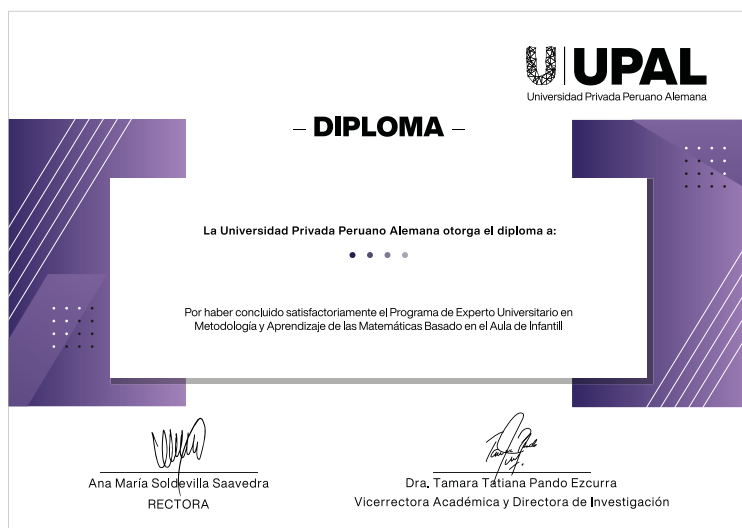 UPAL
Universidad Privada Peruano Alemana
– DIPLOMA –
La Universidad Privada Peruano Alemana otorga el diploma a:
Por haber concluido satisfactoriamente el Programa de Experto Universitario en
Metodología y Aprendizaje de las Matemáticas Basado en el Aula de Infantill
Ana María Soldevilla Saavedra
RECTORA
Dra. Tamara Tatiana Pando Ezcurra
Vicerrectora Académica y Directora de Investigación